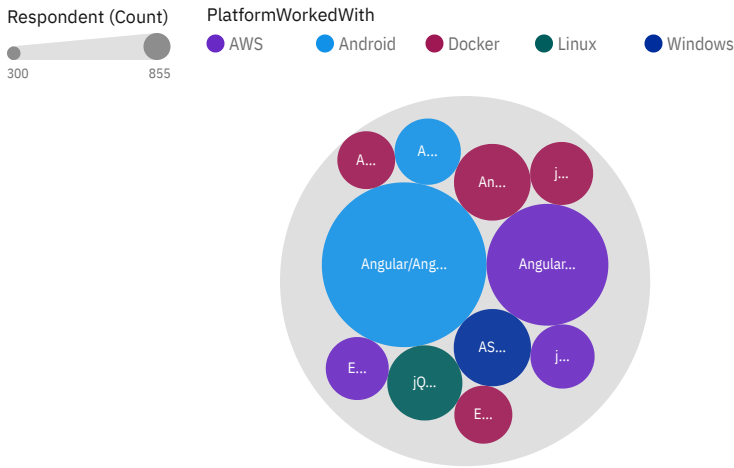 Respondent (Count)
300
855
PlatformWorkedWith
AWS
Android
Docker
Linux
Windows
A...
A...
An...
j...
Angular/Ang...
Angular...
AS...
E...
jQ...
j...
E...